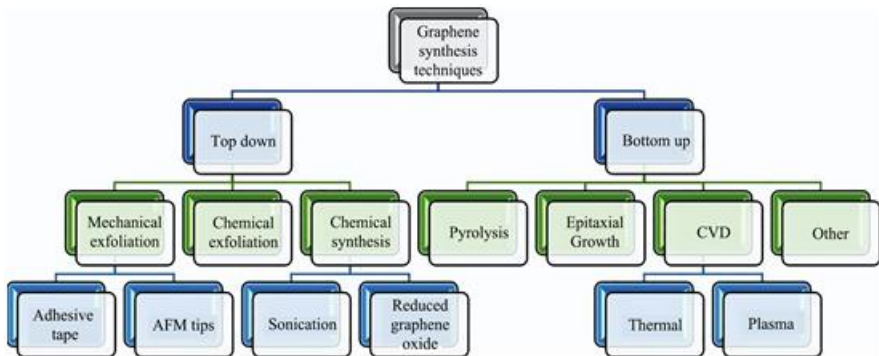 Graphene
synthesis
techniques
Top down
Bottom up
Mechanical
exfoliation
Chemical
exfoliation
Chemical
synthesis
Pyrolysis
Epitaxial
Growth
CVD
Other
Adhesive
tape
AFM tips
Sonication
Reduced
graphene
oxide
Thermal
Plasma